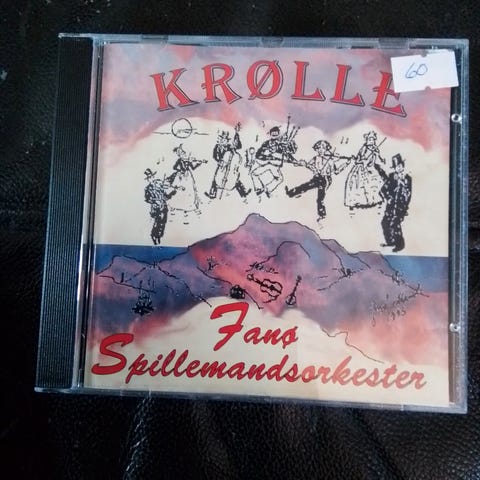 KRØLLE
60
Fanø
Spillemandsorkester